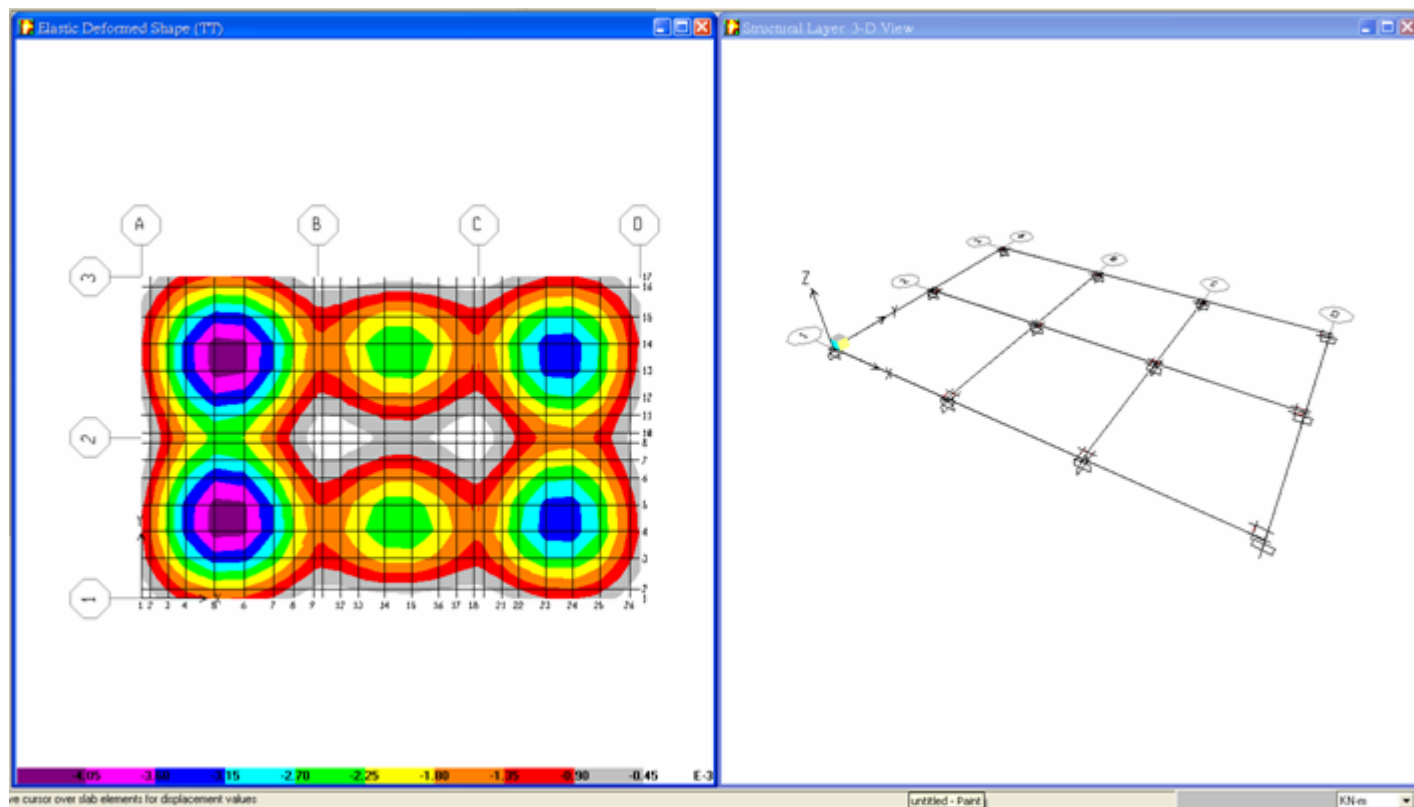 Elastic Deformed Shape (TT)
Structural Layer 3-D View
A B C D
3
2
1
17
16
15
14
13
12
11
10
8
7
6
5
4
3
2
1
1 2 3 4 5 6 7 8 9 12 13 14 15 16 17 18 21 22 23 24 25 26
X
Z
Y
X
-4.05 -3.60 -3.15 -2.70 -2.25 -1.80 -1.35 -0.90 -0.45 E-3
ve cursor over slab elements for displacement values
untitled - Paint
KN-m